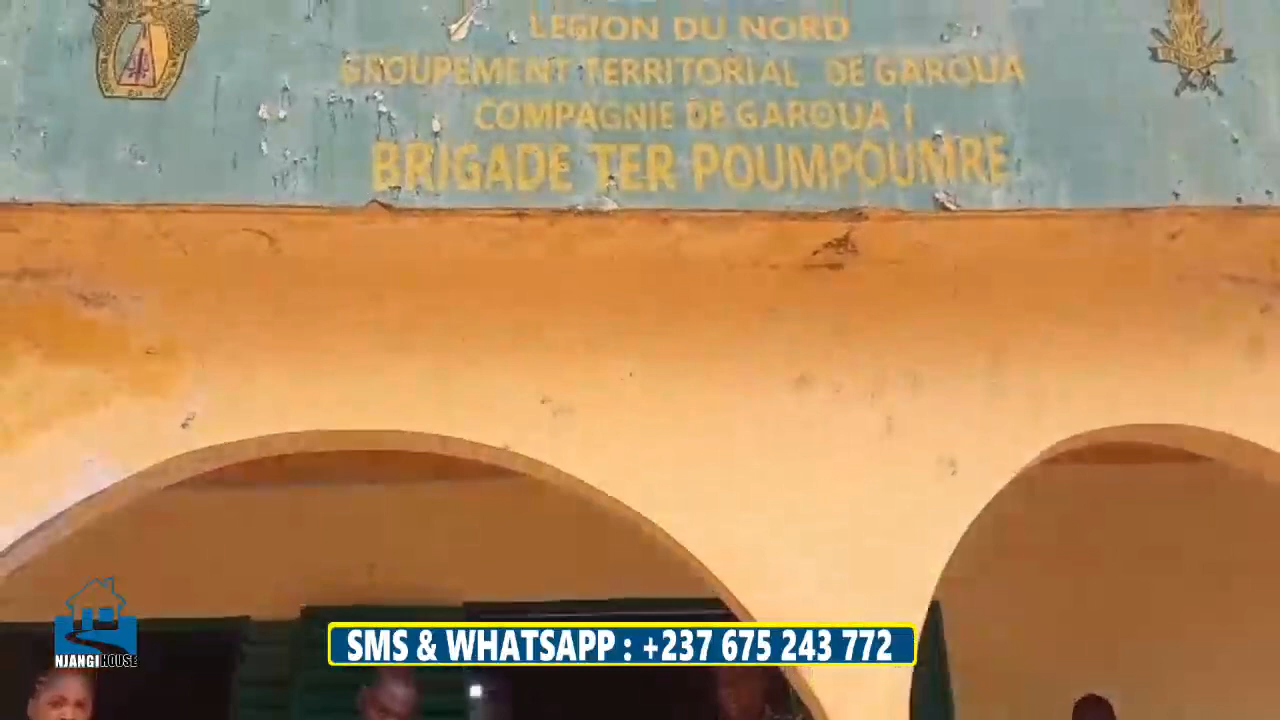 LEGION DU NORD
GROUPEMENT TERRITORIAL DE GAROUA
COMPAGNIE DE GAROUA I
BRIGADE TER POUMPOUMRE
SMS & WHATSAPP : +237 675 243 772
NJANGI HOUSE